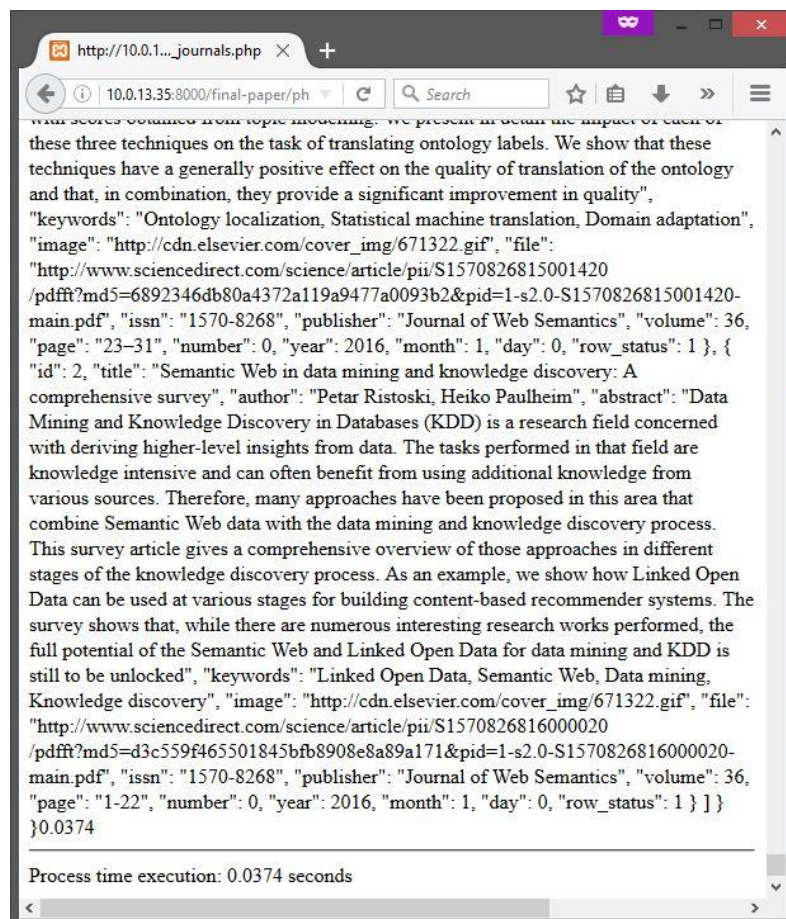 http://10.0.1..._journals.php
10.0.13.35:8000/final-paper/ph
Search
with scores obtained from topic modelling. We present in detail the impact of each of
these three techniques on the task of translating ontology labels. We show that these
techniques have a generally positive effect on the quality of translation of the ontology
and that, in combination, they provide a significant improvement in quality",
"keywords": "Ontology localization, Statistical machine translation, Domain adaptation",
"image": "http://cdn.elsevier.com/cover_img/671322.gif", "file":
"http://www.sciencedirect.com/science/article/pii/S1570826815001420
/pdfft?md5=6892346db80a4372a119a9477a0093b2&pid=1-s2.0-S1570826815001420-
main.pdf", "issn": "1570-8268", "publisher": "Journal of Web Semantics", "volume": 36,
"page": "23–31", "number": 0, "year": 2016, "month": 1, "day": 0, "row_status": 1 }, {
"id": 2, "title": "Semantic Web in data mining and knowledge discovery: A
comprehensive survey", "author": "Petar Ristoski, Heiko Paulheim", "abstract": "Data
Mining and Knowledge Discovery in Databases (KDD) is a research field concerned
with deriving higher-level insights from data. The tasks performed in that field are
knowledge intensive and can often benefit from using additional knowledge from
various sources. Therefore, many approaches have been proposed in this area that
combine Semantic Web data with the data mining and knowledge discovery process.
This survey article gives a comprehensive overview of those approaches in different
stages of the knowledge discovery process. As an example, we show how Linked Open
Data can be used at various stages for building content-based recommender systems. The
survey shows that, while there are numerous interesting research works performed, the
full potential of the Semantic Web and Linked Open Data for data mining and KDD is
still to be unlocked", "keywords": "Linked Open Data, Semantic Web, Data mining,
Knowledge discovery", "image": "http://cdn.elsevier.com/cover_img/671322.gif", "file":
"http://www.sciencedirect.com/science/article/pii/S1570826816000020
/pdfft?md5=d3c559f465501845bfb8908e8a89a171&pid=1-s2.0-S1570826816000020-
main.pdf", "issn": "1570-8268", "publisher": "Journal of Web Semantics", "volume": 36,
"page": "1-22", "number": 0, "year": 2016, "month": 1, "day": 0, "row_status": 1 } ] }
}0.0374
Process time execution: 0.0374 seconds